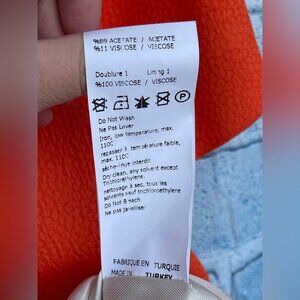 %89 ACETATE / ACETATE
%11 VISCOSE / VISCOSE
Doublure 1 Lining 1
%100 VISCOSE / VISCOSE
P
Do Not Wash
Ne Pas Laver
Iron, low temperature, max.
110C
repasser à température faible,
max. 110C
sèche-linge interdit
Dry clean, any solvent except
Trichlorethylene.
nettoyage à sec, tous les
solvants sauf trichloroethylene
Do Not Bleach
Ne pas javelliser
FABRIQUE EN TURQUIE
MADE IN TURKEY